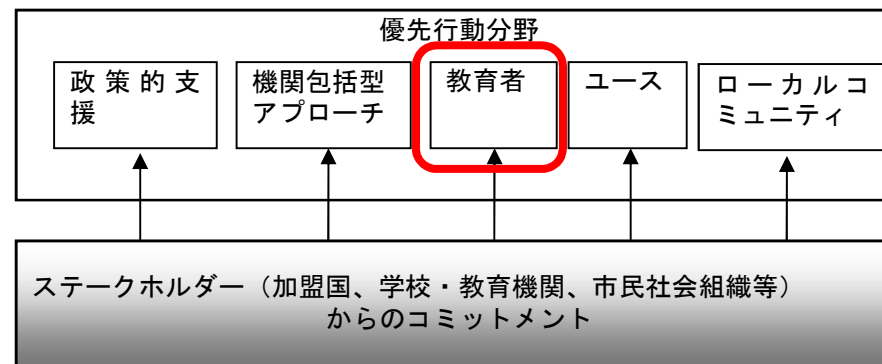 優先行動分野
政策的支
援
機関包括型
アプローチ
教育者
ユース
ローカルコ
ミュニティ
ステークホルダー（加盟国、学校・教育機関、市民社会組織等）
からのコミットメント